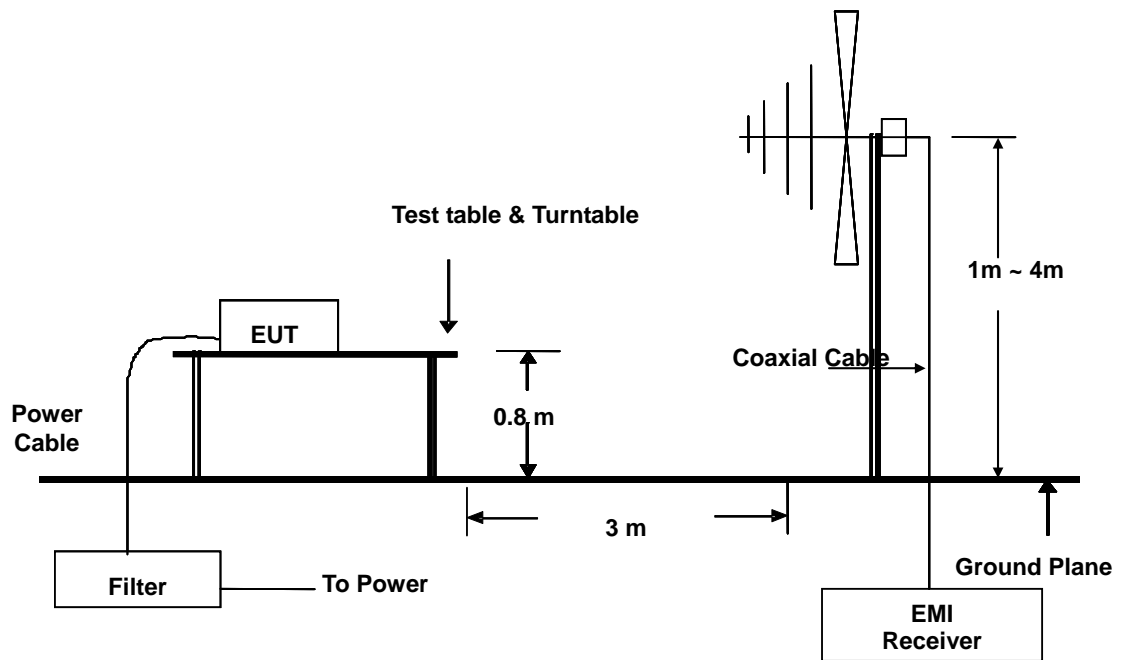 Test table & Turntable
1m ~ 4m
EUT
Coaxial Cable
0.8 m
Power
Cable
3 m
Filter
To Power
Ground Plane
EMI
Receiver